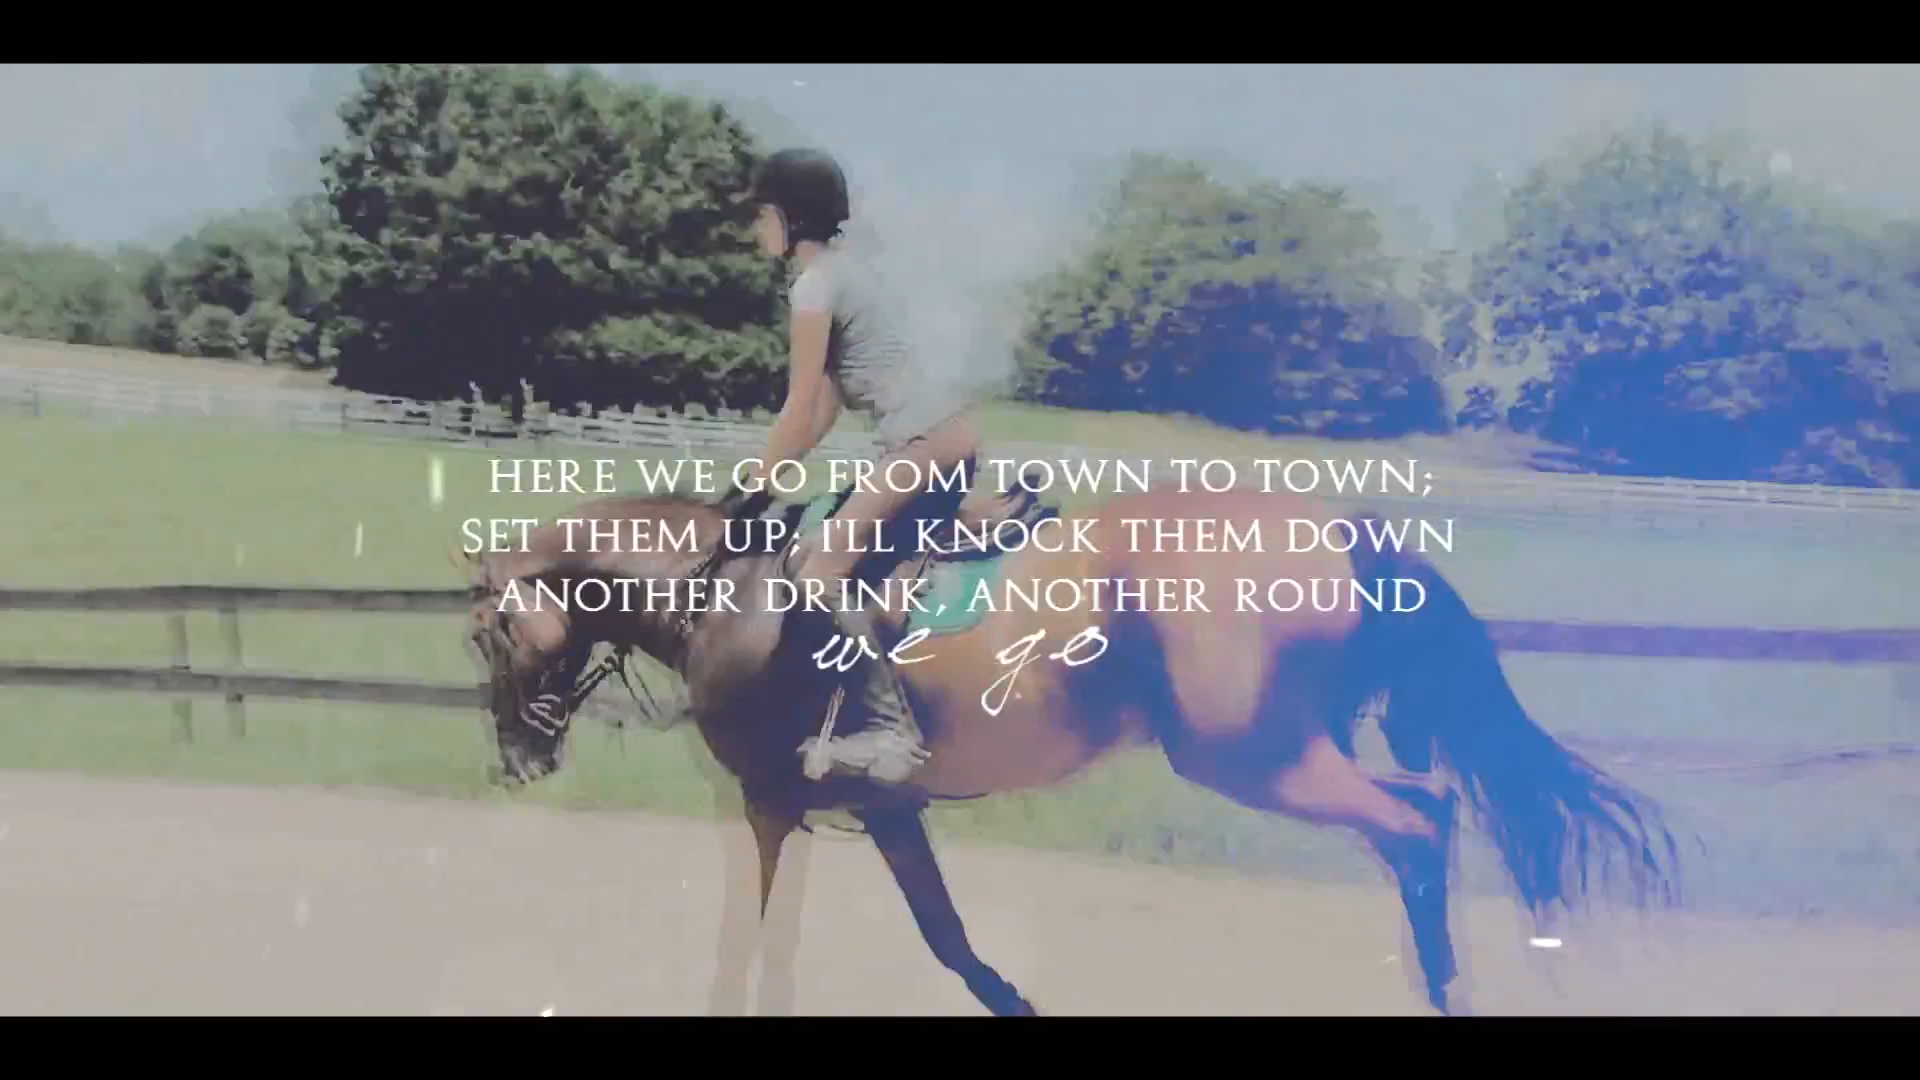 HERE WE GO FROM TOWN TO TOWN;
SET THEM UP; I'LL KNOCK THEM DOWN
ANOTHER DRINK, ANOTHER ROUND
we go